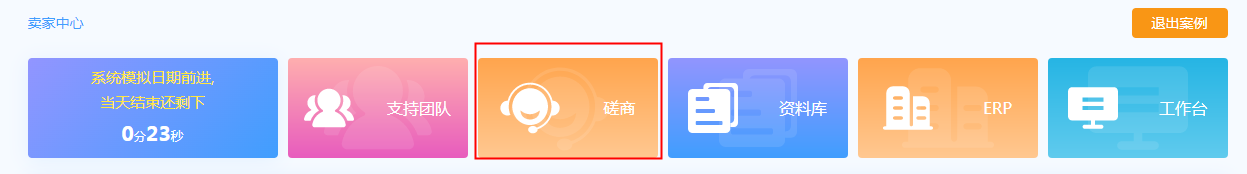 卖家中心
退出案例
系统模拟日期前进,
当天结束还剩下
0分23秒
支持团队
磋商
资料库
ERP
工作台